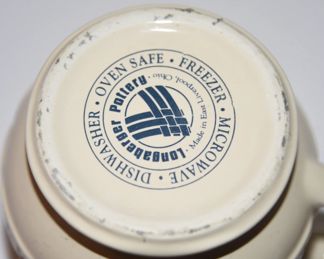 OVEN SAFE • FREEZER • MICROWAVE • DISHWASHER •
Longaberger Pottery •
Made in East Liverpool, Ohio •